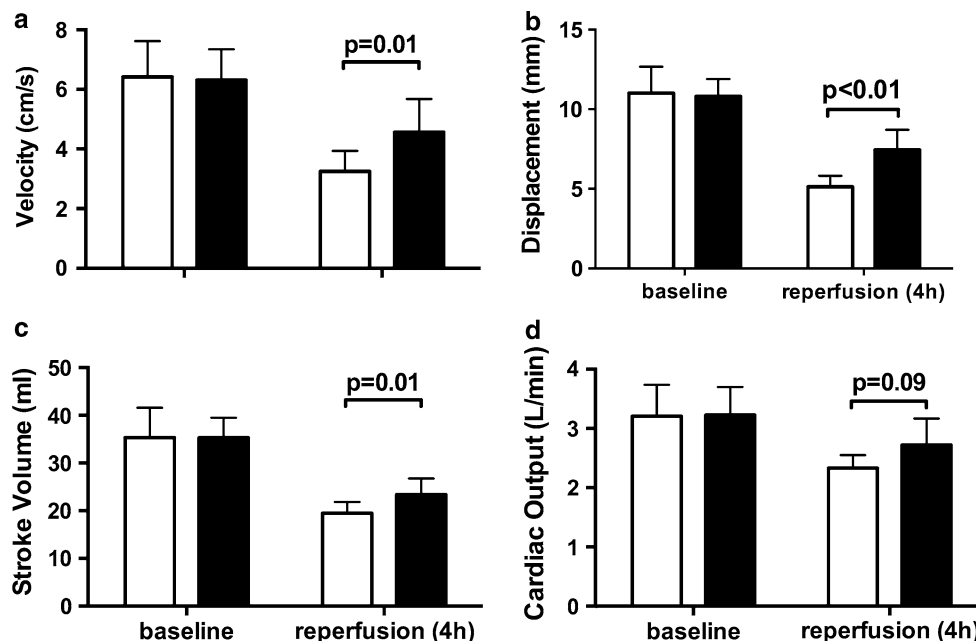 a
Velocity (cm/s)
8
6
4
2
0
p=0.01
b
Displacement (mm)
15
10
5
0
p<0.01
baseline
reperfusion (4h)
c
Stroke Volume (ml)
50
40
30
20
10
0
p=0.01
baseline
reperfusion (4h)
d
Cardiac Output (L/min)
4
3
2
1
0
p=0.09
baseline
reperfusion (4h)